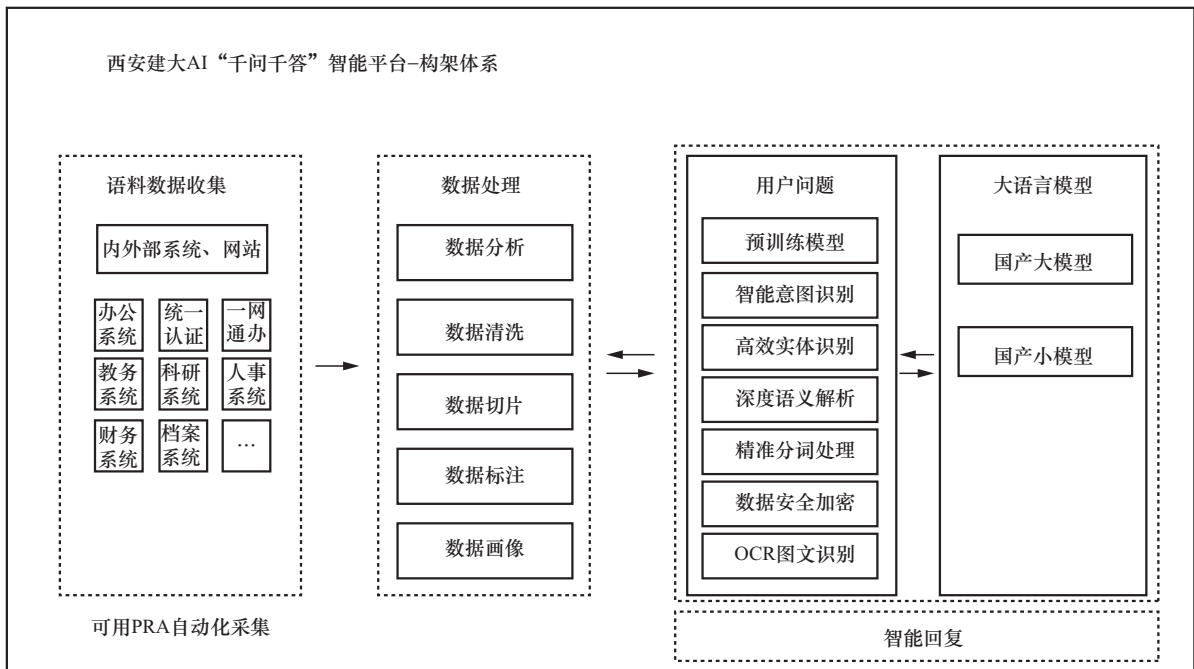 西安建大AI“千问千答”智能平台–构架体系
语料数据收集
内外部系统、网站
办公
系统
统一
认证
一网
通办
教务
系统
科研
系统
人事
系统
财务
系统
档案
系统
…
可用PRA自动化采集
数据处理
数据分析
数据清洗
数据切片
数据标注
数据画像
用户问题
预训练模型
智能意图识别
高效实体识别
深度语义解析
精准分词处理
数据安全加密
OCR图文识别
大语言模型
国产大模型
国产小模型
智能回复